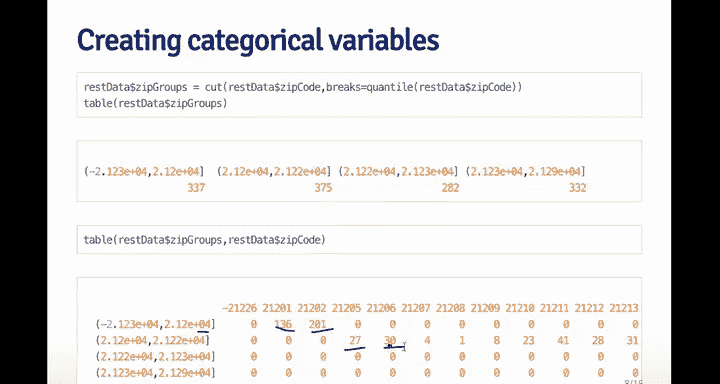 Creating categorical variables
restData$zipGroups = cut(restData$zipCode,breaks=quantile(restData$zipCode))
table(restData$zipGroups)
(-2.123e+04,2.12e+04] (2.12e+04,2.122e+04] (2.122e+04,2.123e+04] (2.123e+04,2.129e+04]
337 375 282 332
table(restData$zipGroups,restData$zipCode)
-21226 21201 21202 21205 21206 21207 21208 21209 21210 21211 21212 21213
(-2.123e+04,2.12e+04] 0 136 201 0 0 0 0 0 0 0 0 0
(2.12e+04,2.122e+04] 0 0 0 27 30 4 1 8 23 41 28 31
(2.122e+04,2.123e+04] 0 0 0 0 0 0 0 0 0 0 0 0
(2.123e+04,2.129e+04] 0 0 0 0 0 0 0 0 0 0 0 0